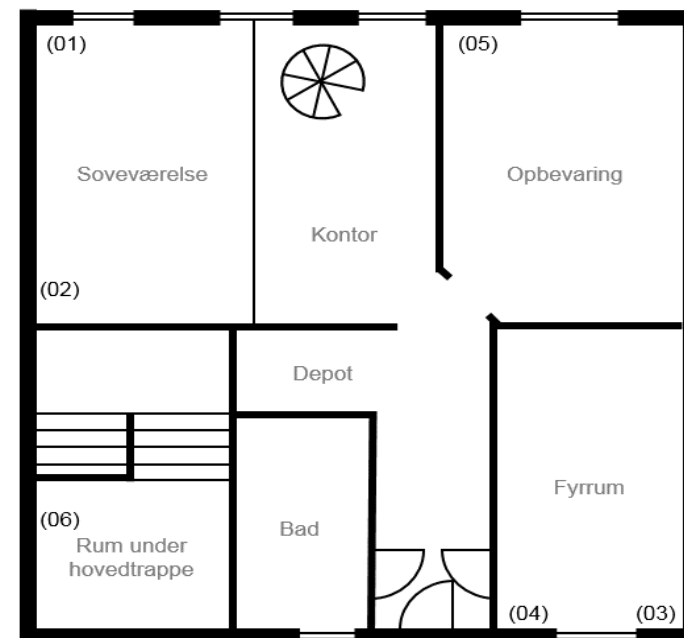 (01)
(05)
Soveværelse
Opbevaring
Kontor
(02)
Depot
Fyrrum
(06)
Bad
Rum under
hovedtrappe
(04)
(03)